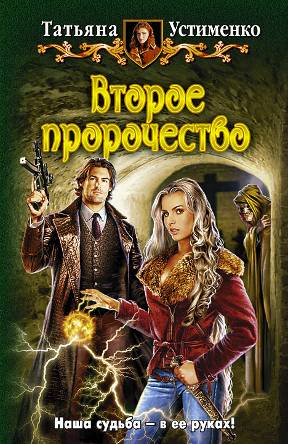 Татьяна Устименко
Второе
пророчество
Наша судьба – в ее руках!